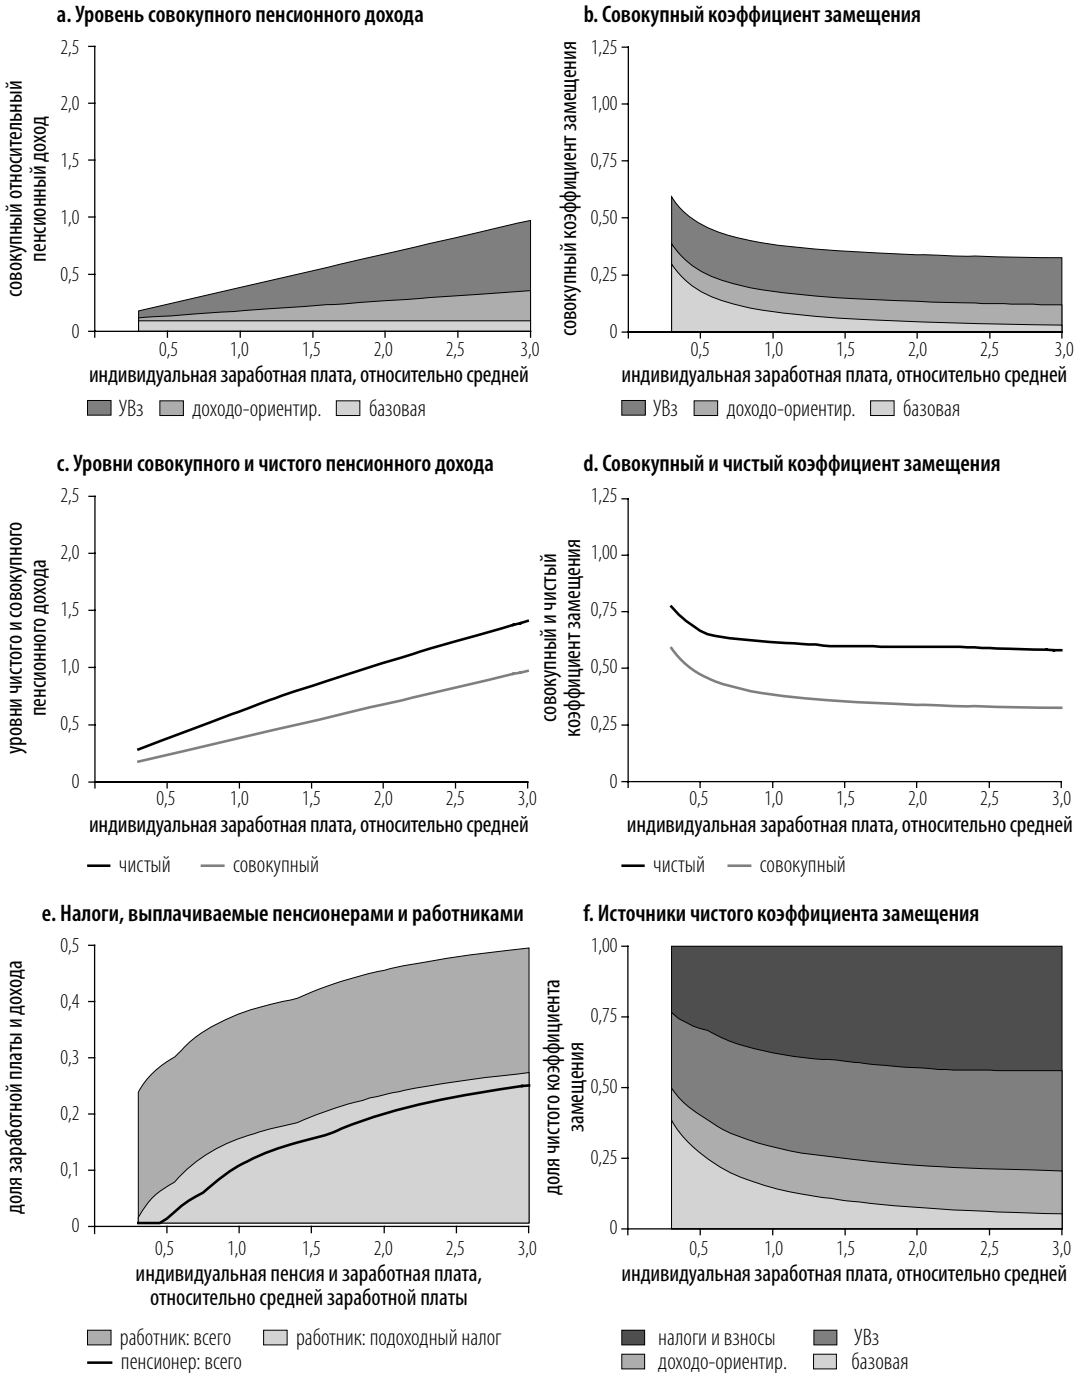 a. Уровень совокупного пенсионного дохода
совокупный относительный
пенсионный доход
2,5
2,0
1,5
1,0
0,5
0
0,5 1,0 1,5 2,0 2,5 3,0
индивидуальная заработная плата, относительно средней
УВз доходо-ориентир. базовая
b. Совокупный коэффициент замещения
совокупный коэффициент замещения
1,25
1,00
0,75
0,50
0,25
0
0,5 1,0 1,5 2,0 2,5 3,0
индивидуальная заработная плата, относительно средней
УВз доходо-ориентир. базовая
c. Уровни совокупного и чистого пенсионного дохода
уровни чистого и совокупного
пенсионного дохода
2,5
2,0
1,5
1,0
0,5
0
0,5 1,0 1,5 2,0 2,5 3,0
индивидуальная заработная плата, относительно средней
чистый совокупный
d. Совокупный и чистый коэффициент замещения
совокупный и чистый
коэффициент замещения
1,25
1,00
0,75
0,50
0,25
0
0,5 1,0 1,5 2,0 2,5 3,0
индивидуальная заработная плата, относительно средней
чистый совокупный
e. Налоги, выплачиваемые пенсионерами и работниками
доля заработной платы и дохода
0,5
0,4
0,3
0,2
0,1
0
0,5 1,0 1,5 2,0 2,5 3,0
индивидуальная пенсия и заработная плата,
относительно средней заработной платы
работник: всего работник: подоходный налог
пенсионер: всего
f. Источники чистого коэффициента замещения
доля чистого коэффициента
замещения
1,00
0,75
0,50
0,25
0
0,5 1,0 1,5 2,0 2,5 3,0
индивидуальная заработная плата, относительно средней
налоги и взносы УВз
доходо-ориентир. базовая